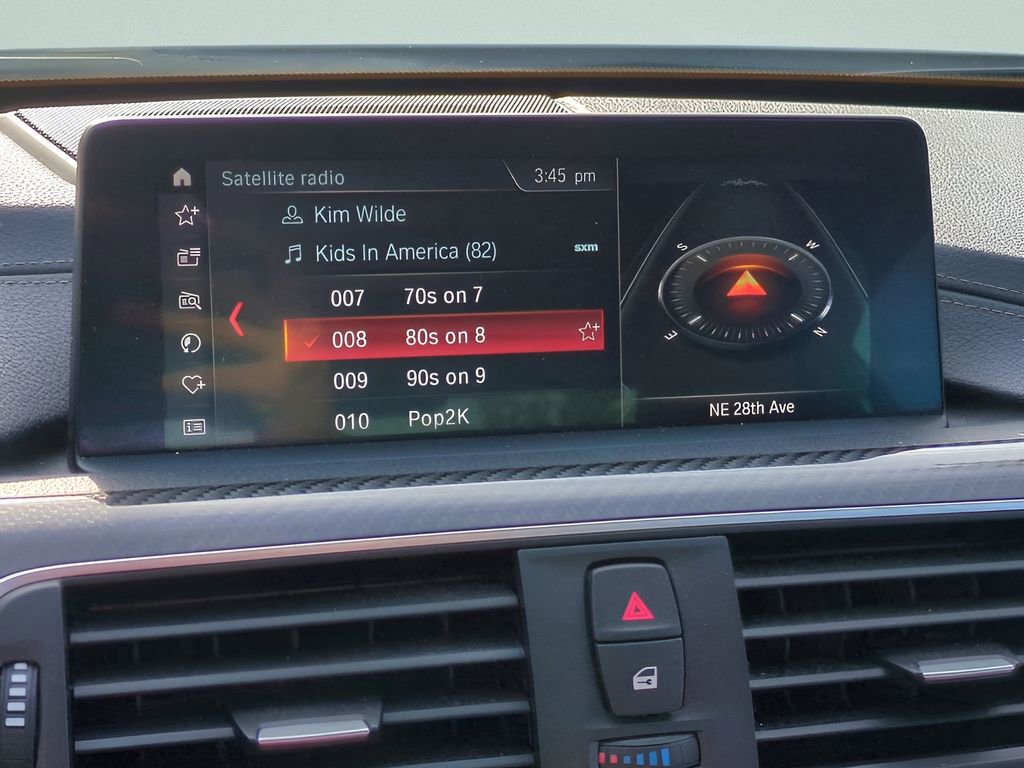 Satellite radio 3:45 pm
Kim Wilde
Kids In America (82) sxm
007 70s on 7
008 80s on 8
009 90s on 9
010 Pop2K
S W
E N
NE 28th Ave